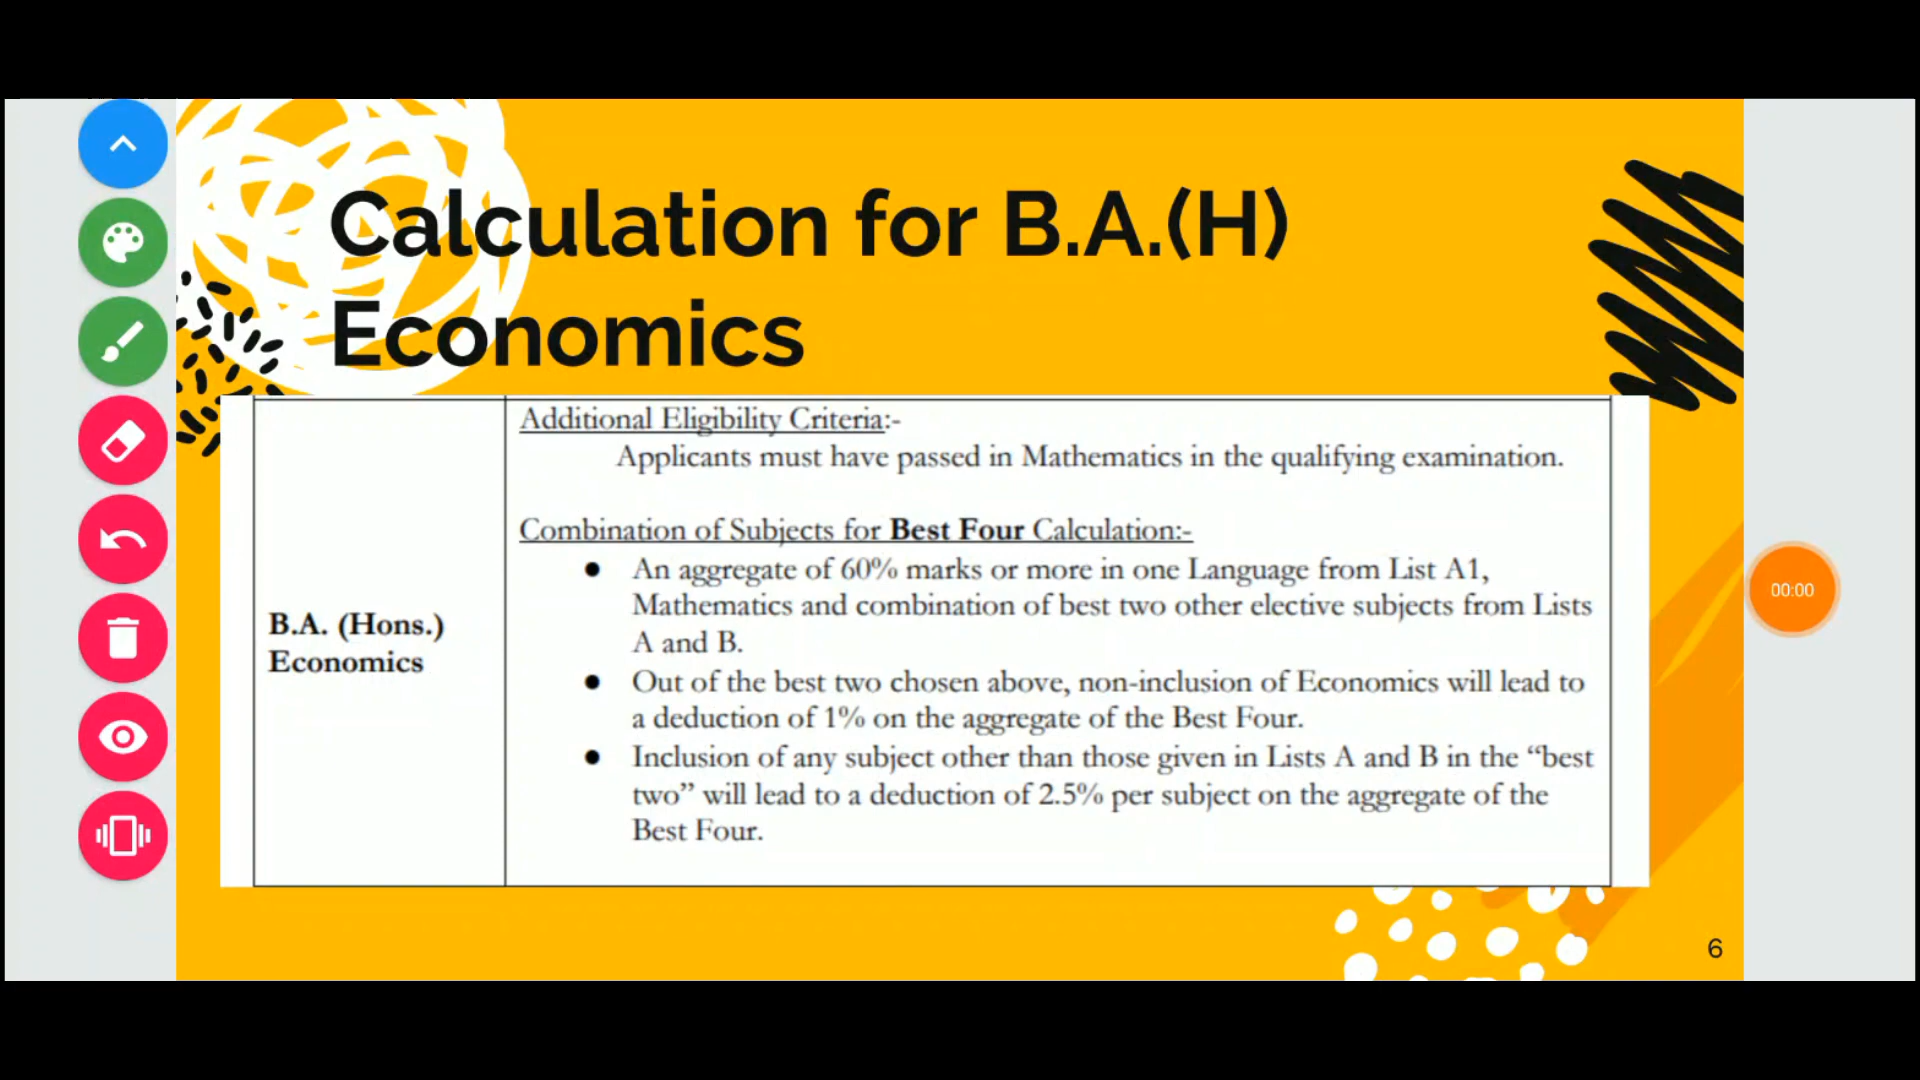 Calculation for B.A.(H)
Economics
B.A. (Hons.)
Economics
Additional Eligibility Criteria:-
Applicants must have passed in Mathematics in the qualifying examination.
Combination of Subjects for Best Four Calculation:-
● An aggregate of 60% marks or more in one Language from List A1,
Mathematics and combination of best two other elective subjects from Lists
A and B.
● Out of the best two chosen above, non-inclusion of Economics will lead to
a deduction of 1% on the aggregate of the Best Four.
● Inclusion of any subject other than those given in Lists A and B in the “best
two” will lead to a deduction of 2.5% per subject on the aggregate of the
Best Four.
00:00
6